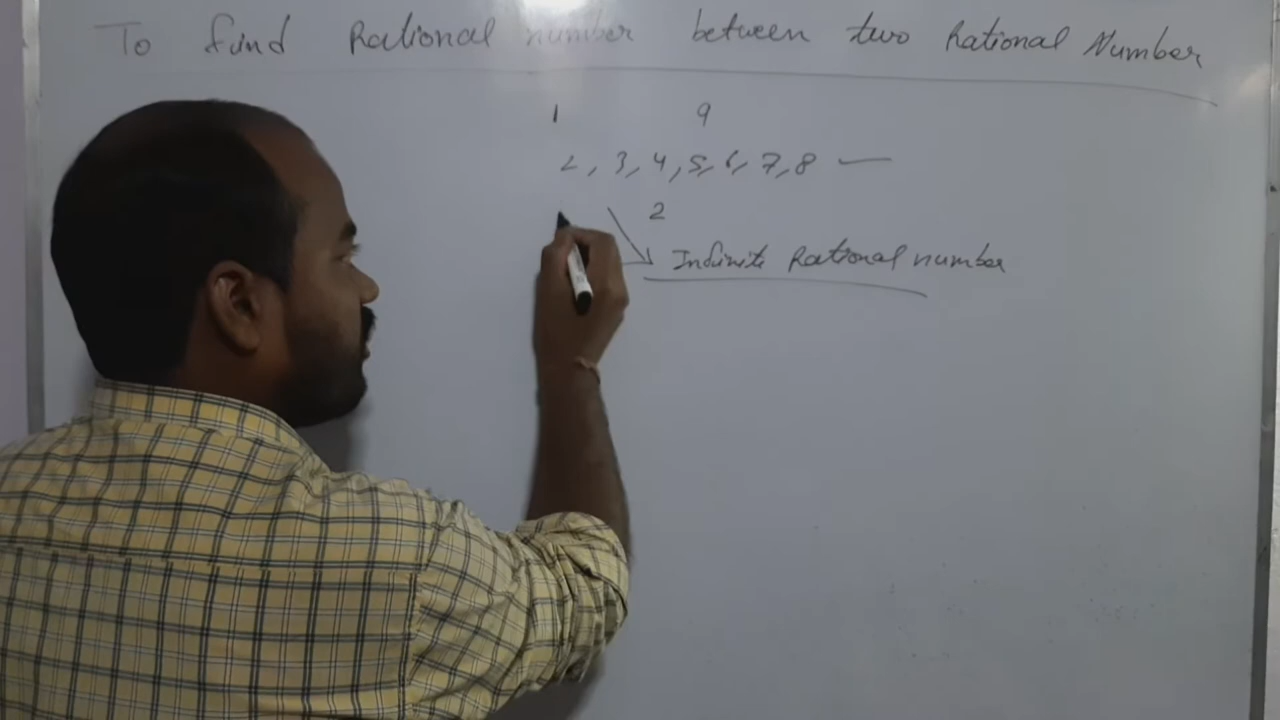 To find Rational number between two Rational Number
1 9
2, 3, 4, 5, 6, 7, 8 —
2
Infinite Rational number